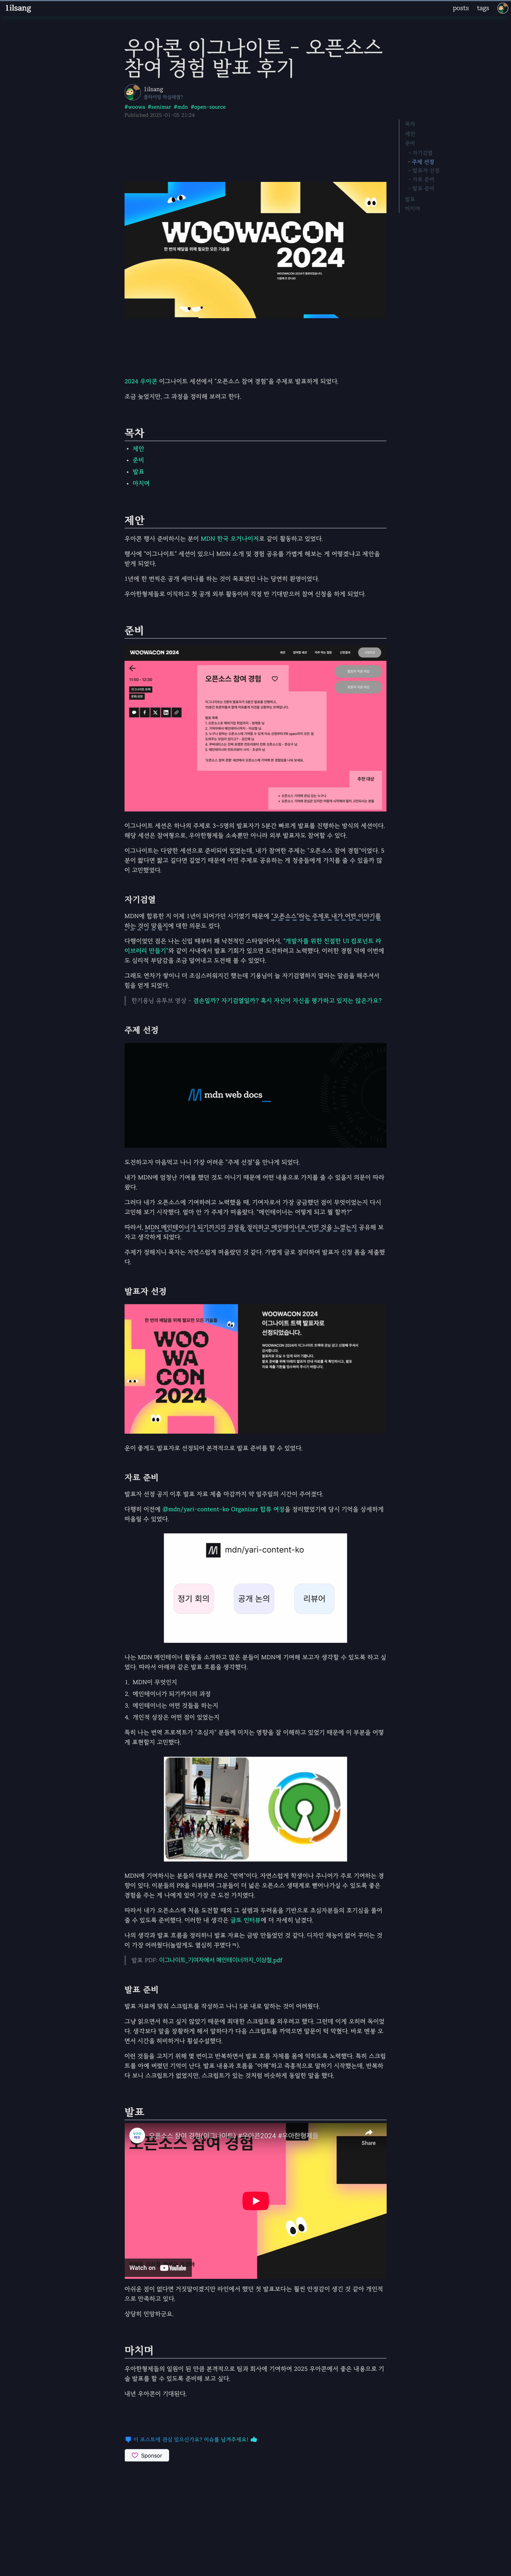 1ilsang
posts tags
우아콘 이그나이트 - 오픈소스
참여 경험 발표 후기
1ilsang
#woowa #seminar #mdn #open-source
Published 2025-01-05 21:24
목차
제안
준비
- 자기검열
- 주제 선정
- 발표자 선정
- 자료 준비
- 발표 준비
발표
마치며
한 번의 배달을 위해 필요한 모든 기술들
WOOWACON
2024
2024 우아콘 이그나이트 세션에서 "오픈소스 참여 경험"을 주제로 발표하게 되었다.
조금 늦었지만, 그 과정을 정리해 보려고 한다.
목차
제안
준비
발표
마치며
제안
우아콘 행사 준비하시는 분이 MDN 한국 오거나이저로 같이 활동하고 있었다.
행사에 "이그나이트" 세션이 있으니 MDN 소개 및 경험 공유를 가볍게 해보는 게 어떻겠냐고 제안을
받게 되었다.
1년에 한 번씩은 공개 세미나를 하는 것이 목표였던 나는 당연히 환영이었다.
우아한형제들로 이직하고 첫 공개 외부 활동이라 걱정 반 기대받으러 참여 신청을 하게 되었다.
준비
WOOWACON 2024
오픈소스 참여 경험
추천 대상
이그나이트 세션은 하나의 주제로 3~5명의 발표자가 5분간 빠르게 발표를 진행하는 방식의 세션이다.
해당 세션은 참여형으로, 우아한형제들 소속뿐만 아니라 외부 발표자도 참여할 수 있다.
이그나이트는 다양한 세션으로 준비되어 있었는데, 내가 참여한 주제는 "오픈소스 참여 경험"이었다. 5
분이 짧다면 짧고 길다면 길었기 때문에 어떤 주제로 공유하는 게 청중들에게 가치를 줄 수 있을까 많
이 고민했었다.
자기검열
MDN에 합류한 지 이제 1년이 되어가던 시기였기 때문에 "오픈소스"라는 주제로 내가 어떤 이야기를
하는 것이 맞을지에 대한 의문도 컸다.
다행이었던 점은 나는 신입 때부터 꽤 낙천적인 스타일이어서, "개발자를 위한 친절한 UI 컴포넌트 라
이브러리 만들기"와 같이 사내에서 발표 기회가 있으면 도전하려고 노력했다. 이러한 경험 덕에 이번에
도 심리적 부담감을 조금 덜어내고 도전해 볼 수 있었다.
그래도 연차가 쌓이니 더 조심스러워지긴 했는데 기용님이 늘 자기검열하지 말라는 말씀을 해주셔서
힘을 얻게 되었다.
한기용님 유투브 영상 - 겸손일까? 자기검열일까? 혹시 자신이 자신을 평가하고 있지는 않은가요?
주제 선정
mdn web docs_
도전하고자 마음먹고 나니 가장 어려운 "주제 선정"을 만나게 되었다.
내가 MDN에 엄청난 기여를 했던 것도 아니기 때문에 어떤 내용으로 가치를 줄 수 있을지 의문이 따라
왔다.
그러다 내가 오픈소스에 기여하려고 노력했을 때, 기여자로서 가장 궁금했던 점이 무엇이었는지 다시
고민해 보기 시작했다. 얼마 안 가 주제가 떠올랐다. "메인테이너는 어떻게 되고 뭘 할까?"
따라서, MDN 메인테이너가 되기까지의 과정을 정리하고 메인테이너로 어떤 것을 느꼈는지 공유해 보
자고 생각하게 되었다.
주제가 정해지니 목차는 자연스럽게 떠올랐던 것 같다. 가볍게 글로 정리하여 발표자 신청 폼을 제출했
다.
발표자 선정
한 번의 배달을 위해 필요한 모든 기술들
WOO
WA
CON
2024
WOOWACON 2024
이그나이트 트랙 발표자로
선정되었습니다.
운이 좋게도 발표자로 선정되어 본격적으로 발표 준비를 할 수 있었다.
자료 준비
발표자 선정 공지 이후 발표 자료 제출 마감까지 약 일주일의 시간이 주어졌다.
다행히 이전에 @mdn/yari-content-ko Organizer 합류 여정을 정리했었기에 당시 기억을 상세하게
떠올릴 수 있었다.
mdn/yari-content-ko
정기 회의
공개 논의
리뷰어
나는 MDN 메인테이너 활동을 소개하고 많은 분들이 MDN에 기여해 보고자 생각할 수 있도록 하고 싶
었다. 따라서 아래와 같은 발표 흐름을 생각했다.
1. MDN이 무엇인지
2. 메인테이너가 되기까지의 과정
3. 메인테이너는 어떤 것들을 하는지
4. 개인적 성장은 어떤 점이 있었는지
특히 나는 번역 프로젝트가 "초심자" 분들께 미치는 영향을 잘 이해하고 있었기 때문에 이 부분을 어떻
게 표현할지 고민했다.
MDN에 기여하시는 분들의 대부분 PR은 "번역"이다. 자연스럽게 학생이나 주니어가 주로 기여하는 경
향이 있다. 이분들의 PR을 리뷰하며 그분들이 더 넓은 오픈소스 생태계로 뻗어나가실 수 있도록 좋은
경험을 주는 게 나에게 있어 가장 큰 도전 가치였다.
따라서 내가 오픈소스에 처음 도전할 때의 그 설렘과 두려움을 기반으로 초심자분들의 호기심을 풀어
줄 수 있도록 준비했다. 이러한 내 생각은 글또 인터뷰에 더 자세히 남겼다.
나의 생각과 발표 흐름을 정리하니 발표 자료는 금방 만들었던 것 같다. 디자인 재능이 없어 꾸미는 것
이 가장 어려웠다(놀랍게도 열심히 꾸몄다ㅋ).
발표 PDF: 이그나이트_기여자에서 메인테이너까지_이상철.pdf
발표 준비
발표 자료에 맞춰 스크립트를 작성하고 나니 5분 내로 말하는 것이 어려웠다.
그냥 읽으면서 하고 싶지 않았기 때문에 최대한 스크립트를 외우려고 했다. 그런데 이게 오히려 독이었
다. 생각보다 말을 장황하게 해서 말하다가 다음 스크립트를 까먹으면 말문이 턱 막혔다. 바로 멘붕 오
면서 시간을 허비하거나 횡설수설했다.
이런 것들을 고치기 위해 몇 번이고 반복하면서 발표 흐름 자체를 몸에 익히도록 노력했다. 특히 스크립
트를 아예 버렸던 기억이 난다. 발표 내용과 흐름을 "이해"하고 즉흥적으로 말하기 시작했는데, 반복하
다 보니 스크립트가 없었지만, 스크립트가 있는 것처럼 비슷하게 동일한 말을 했다.
발표
오픈소스 참여 경험(이그나이트) #우아콘2024 #우아한형제들
오픈소스 참여 경험
Share
Watch on YouTube
아쉬운 점이 없다면 거짓말이겠지만 라인에서 했던 첫 발표보다는 훨씬 안정감이 생긴 것 같아 개인적
으로 만족하고 있다.
상당히 민망하군요.
마치며
우아한형제들의 일원이 된 만큼 본격적으로 팀과 회사에 기여하여 2025 우아콘에서 좋은 내용으로 기
술 발표를 할 수 있도록 준비해 보고 싶다.
내년 우아콘이 기대된다.
이 포스트에 관심 있으신가요? 이슈를 남겨주세요!
Sponsor